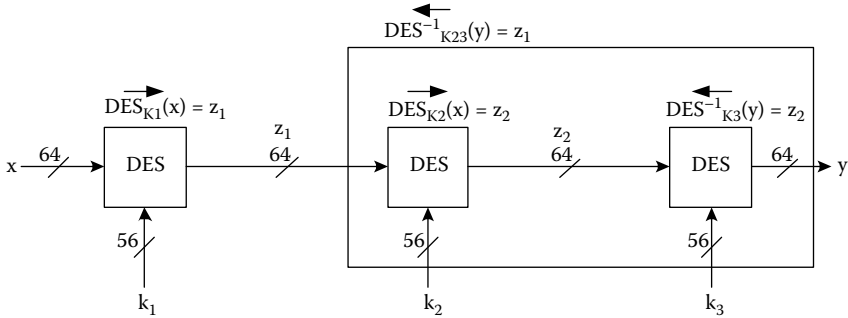 DES⁻¹K23(y) = z₁
DESK1(x) = z₁
DESK2(x) = z₂
DES⁻¹K3(y) = z₂
z₁
z₂
x
64
DES
64
DES
64
DES
64
y
56
56
56
k₁
k₂
k₃